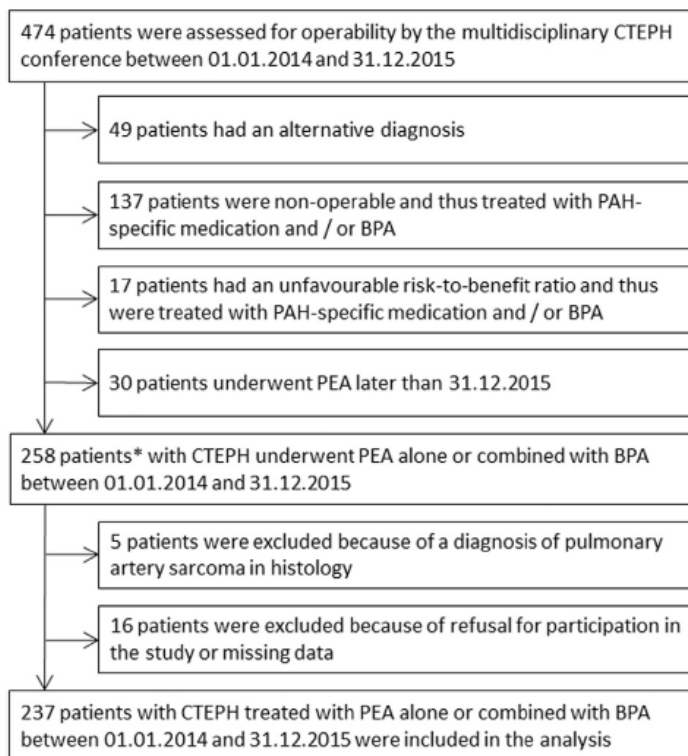 474 patients were assessed for operability by the multidisciplinary CTEPH
conference between 01.01.2014 and 31.12.2015
49 patients had an alternative diagnosis
137 patients were non-operable and thus treated with PAH-
specific medication and / or BPA
17 patients had an unfavourable risk-to-benefit ratio and thus
were treated with PAH-specific medication and / or BPA
30 patients underwent PEA later than 31.12.2015
258 patients* with CTEPH underwent PEA alone or combined with BPA
between 01.01.2014 and 31.12.2015
5 patients were excluded because of a diagnosis of pulmonary
artery sarcoma in histology
16 patients were excluded because of refusal for participation in
the study or missing data
237 patients with CTEPH treated with PEA alone or combined with BPA
between 01.01.2014 and 31.12.2015 were included in the analysis